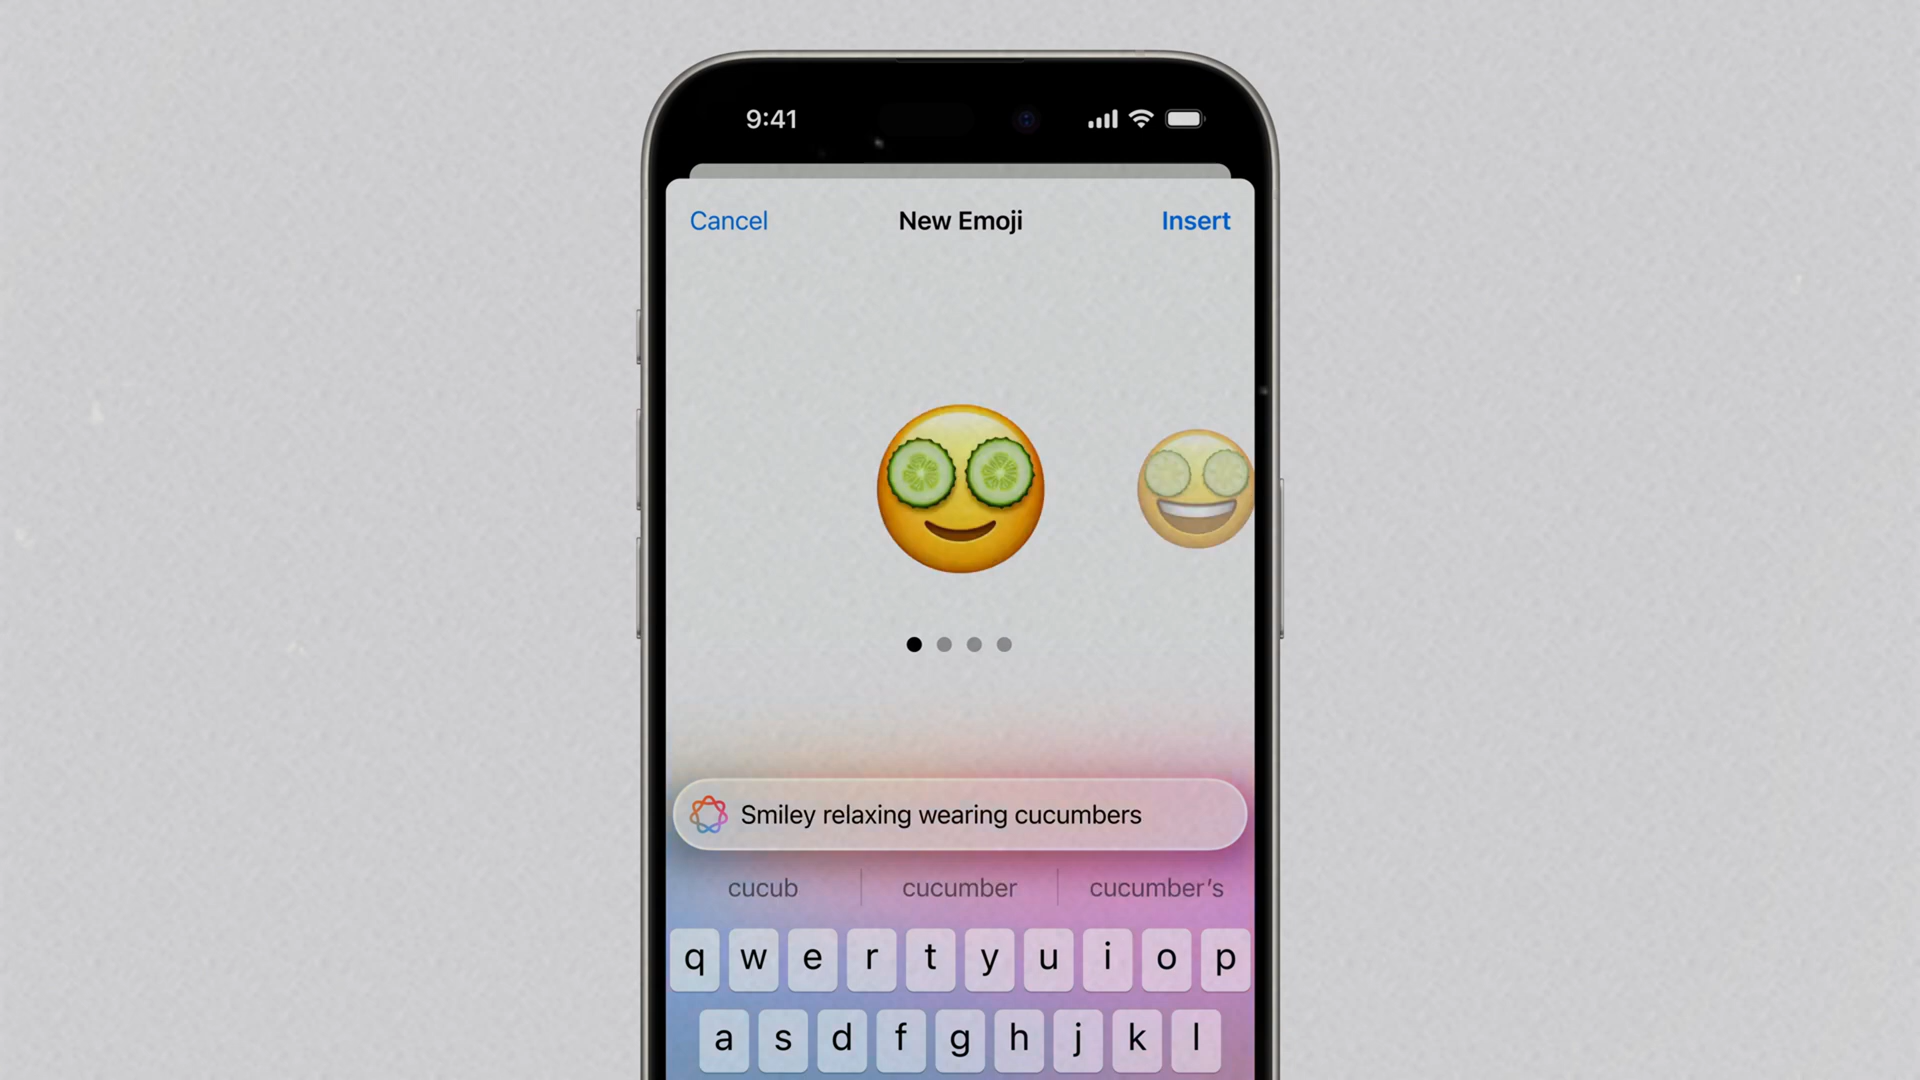 9:41
Cancel New Emoji Insert
Smiley relaxing wearing cucumbers
cucub cucumber cucumber's
q w e r t y u i o p
a s d f g h j k l